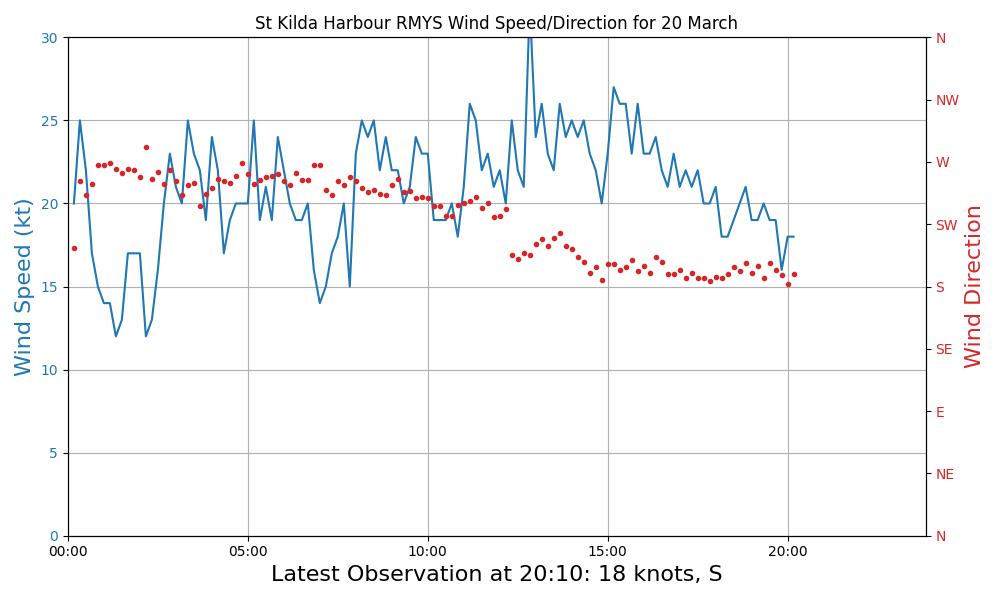 St Kilda Harbour RMYS Wind Speed/Direction for 20 March
Wind Speed (kt)
30
25
20
15
10
5
0
00:00
05:00
10:00
15:00
20:00
N
NW
W
SW
S
SE
E
NE
N
Wind Direction
Latest Observation at 20:10: 18 knots, S